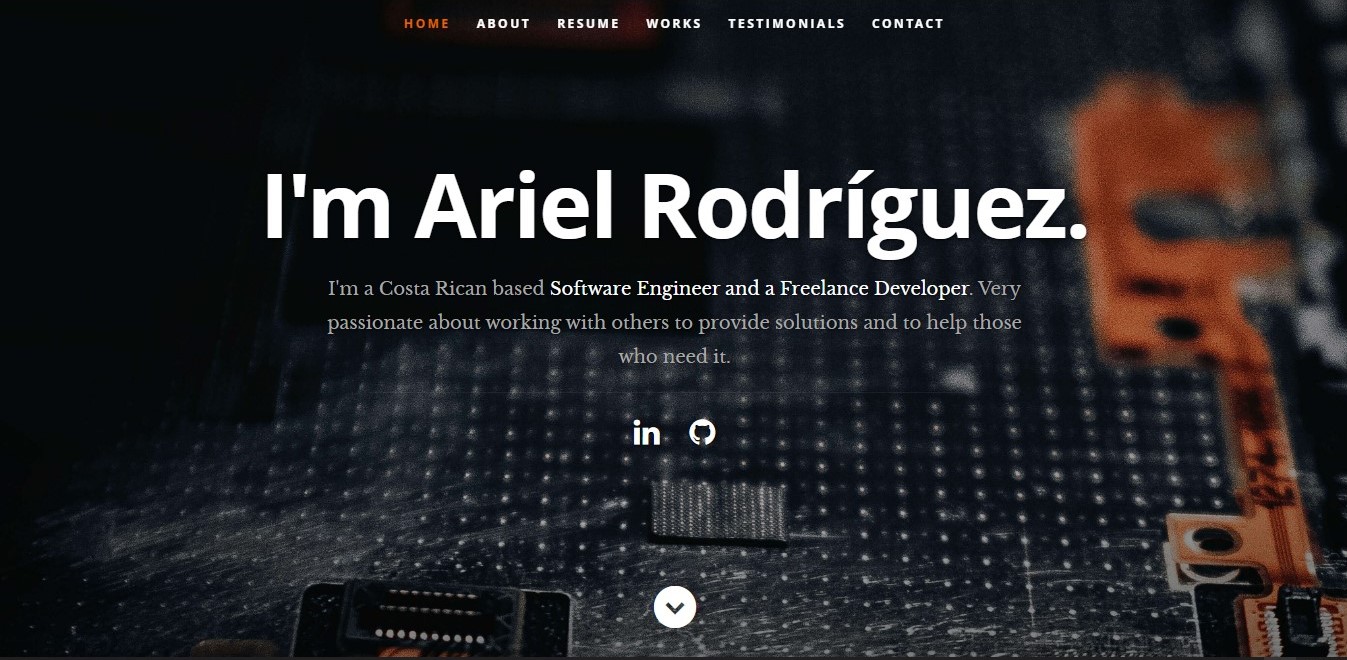 HOME ABOUT RESUME WORKS TESTIMONIALS CONTACT
I'm Ariel Rodríguez.
I'm a Costa Rican based Software Engineer and a Freelance Developer. Very
passionate about working with others to provide solutions and to help those
who need it.
in
1274